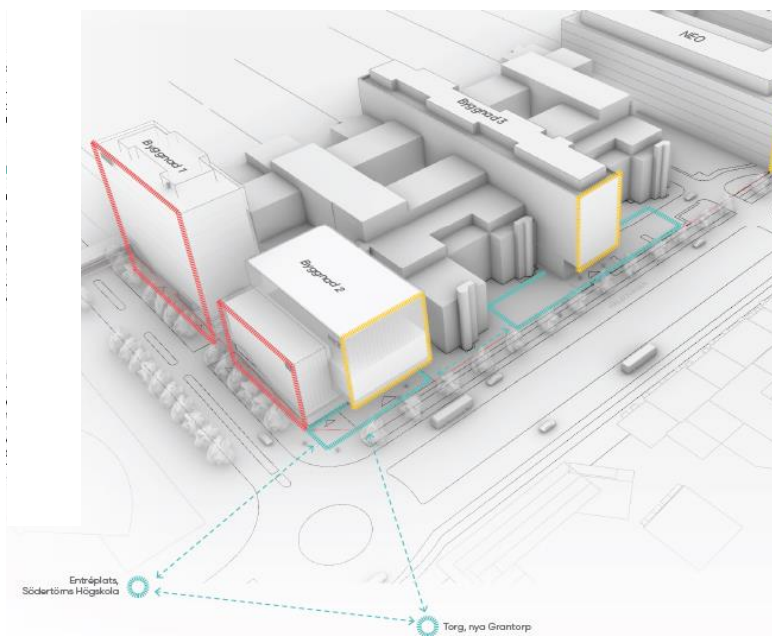 NEO
Byggnad 3
Byggnad 1
Byggnad 2
Entréplats,
Södertörns Högskola
Torg, nya Grantorp